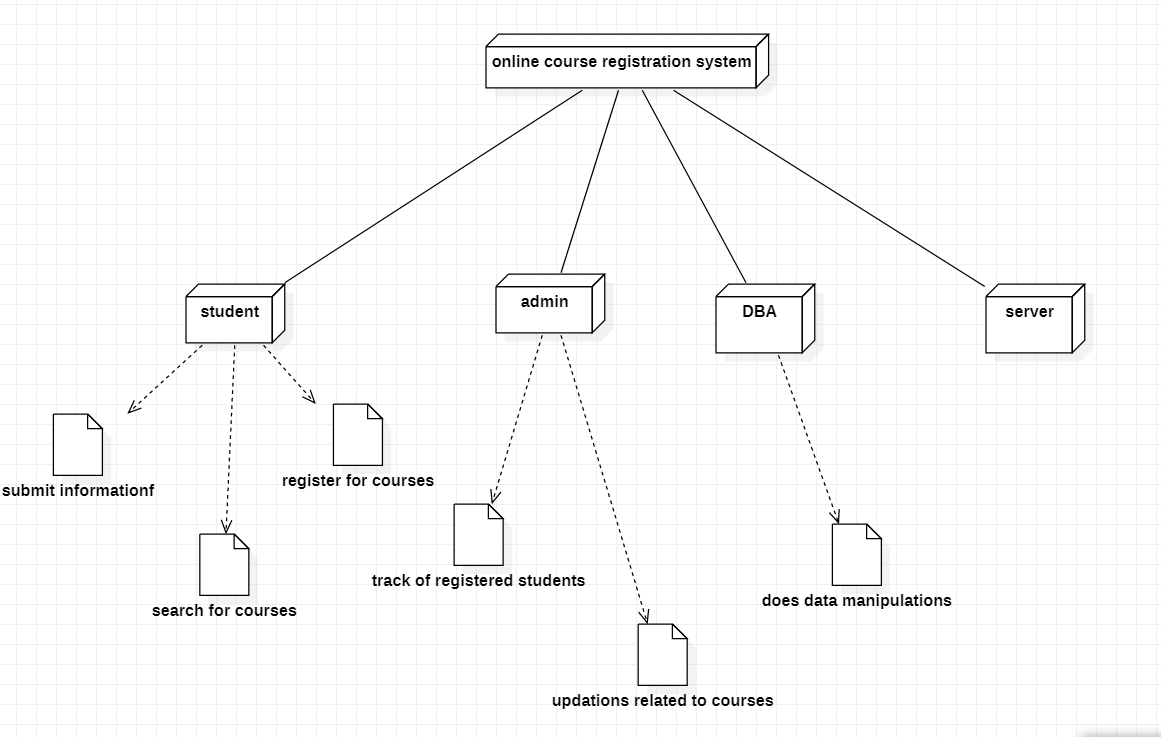 online course registration system
student
admin
DBA
server
submit informationf
register for courses
search for courses
track of registered students
does data manipulations
updations related to courses